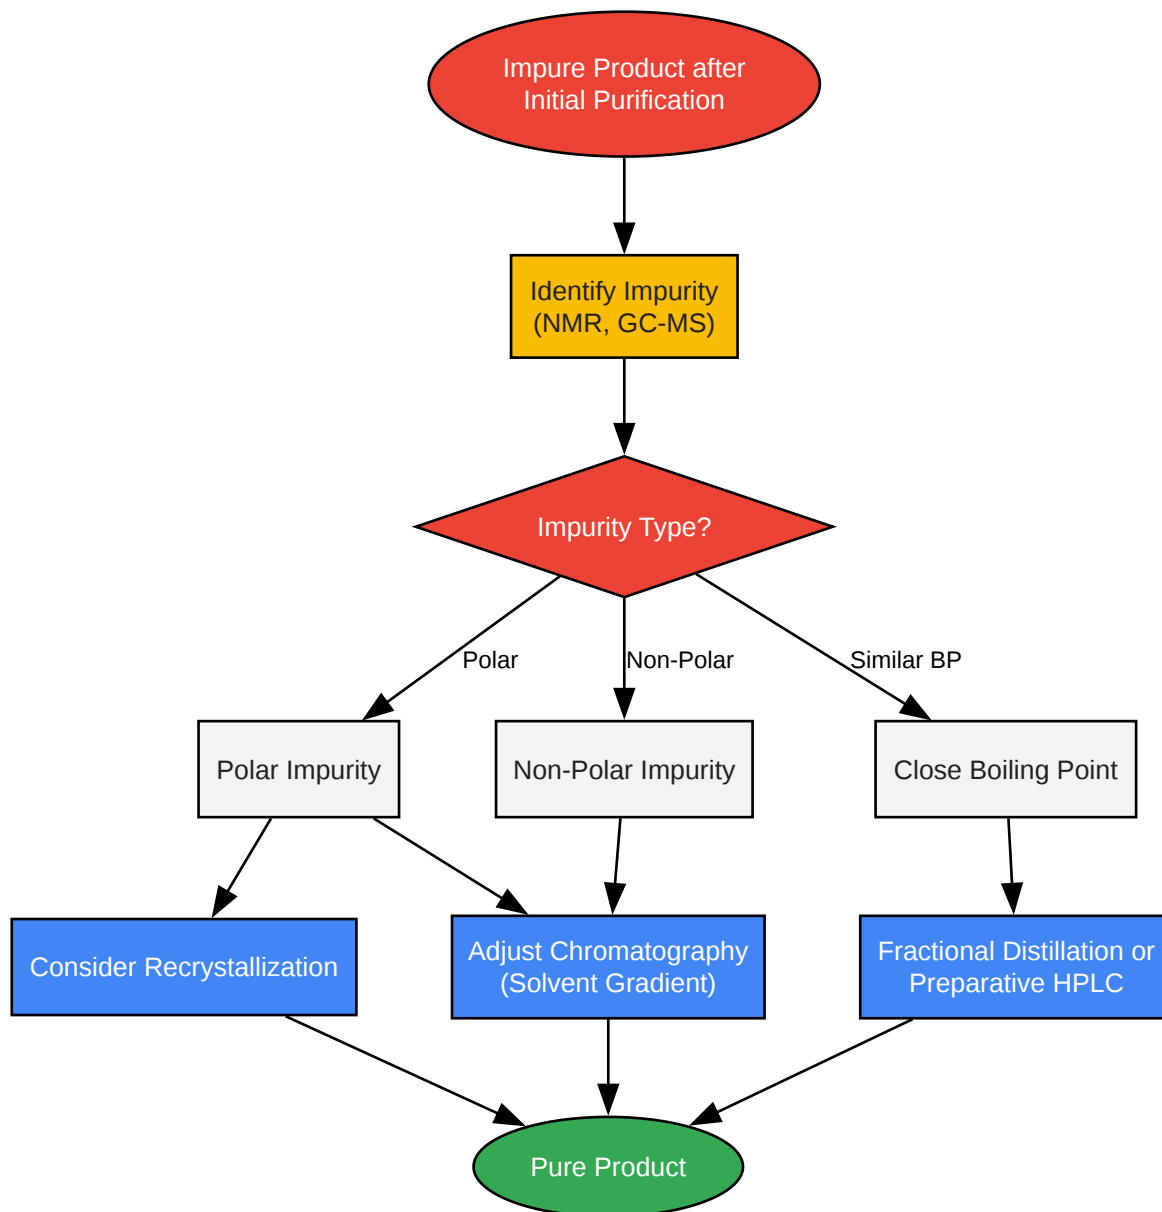 Impure Product after
Initial Purification
Identify Impurity
(NMR, GC-MS)
Impurity Type?
Polar
Non-Polar
Similar BP
Polar Impurity
Non-Polar Impurity
Close Boiling Point
Consider Recrystallization
Adjust Chromatography
(Solvent Gradient)
Fractional Distillation or
Preparative HPLC
Pure Product